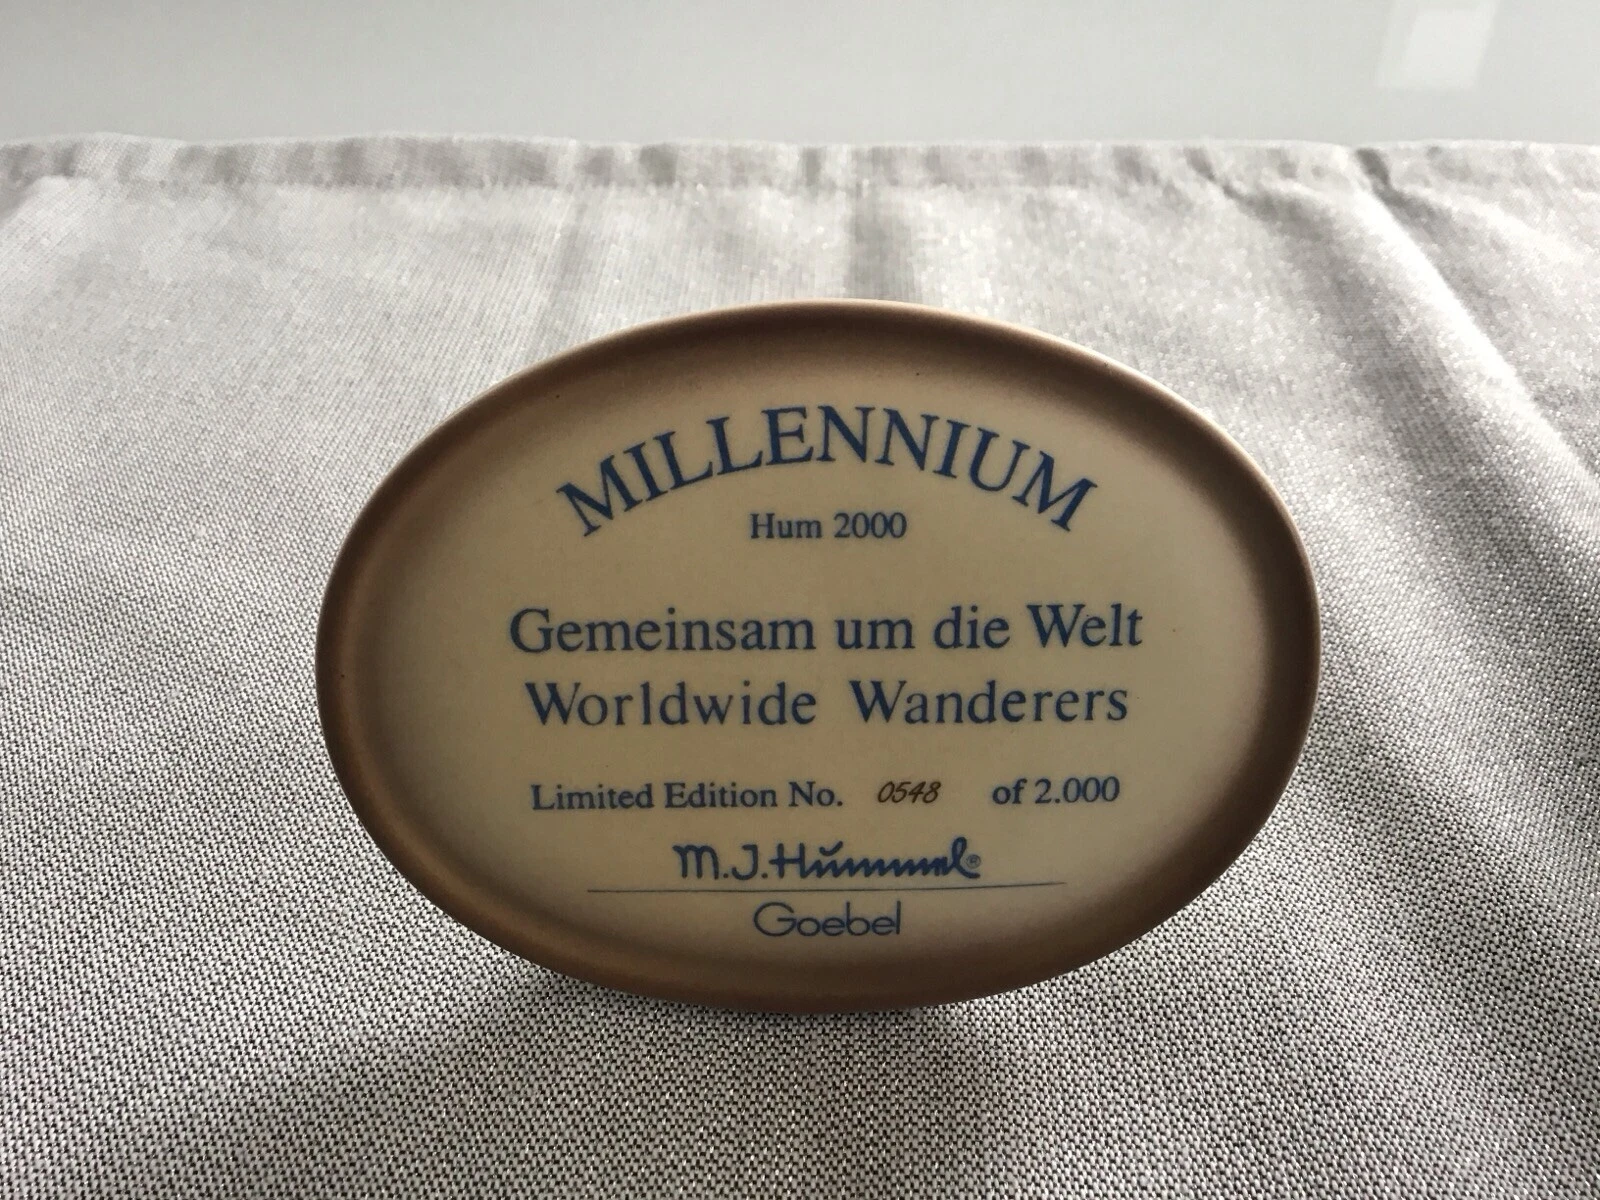 MILLENNIUM
Hum 2000
Gemeinsam um die Welt
Worldwide Wanderers
Limited Edition No. 0548 of 2.000
M.J.Hummel®
Goebel